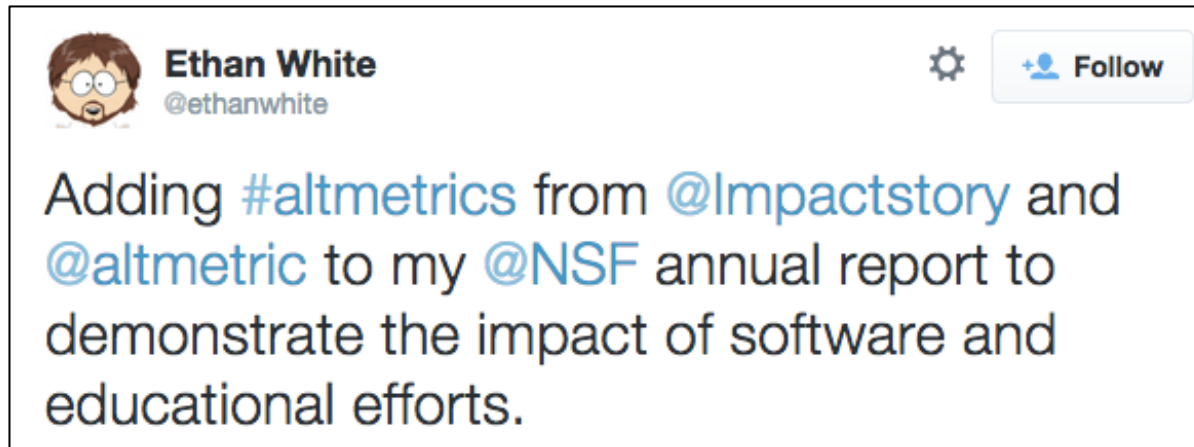 Ethan White
@ethanwhite
Follow
Adding #altmetrics from @Impactstory and
@altmetric to my @NSF annual report to
demonstrate the impact of software and
educational efforts.